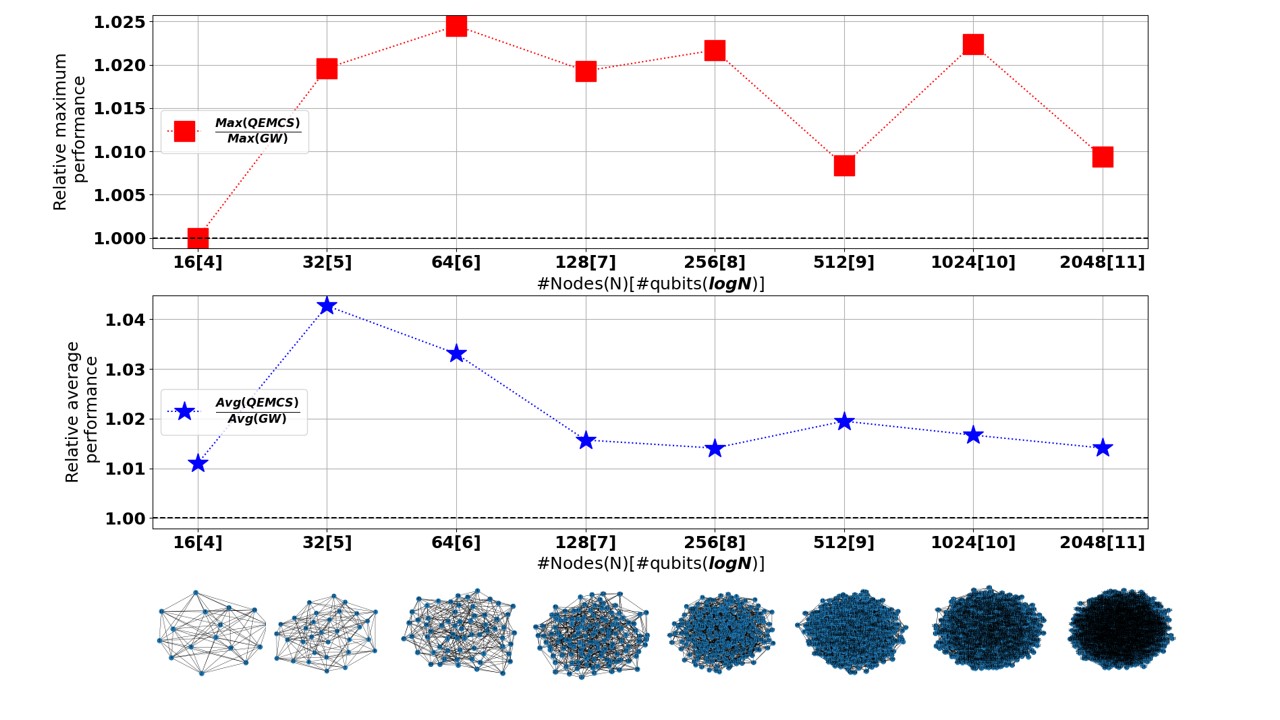 Relative maximum
performance
1.025
1.020
1.015
1.010
1.005
1.000
Max(QEMCS)
Max(GW)
16[4] 32[5] 64[6] 128[7] 256[8] 512[9] 1024[10] 2048[11]
#Nodes(N)[#qubits(logN)]
Relative average
performance
1.04
1.03
1.02
1.01
1.00
Avg(QEMCS)
Avg(GW)
16[4] 32[5] 64[6] 128[7] 256[8] 512[9] 1024[10] 2048[11]
#Nodes(N)[#qubits(logN)]